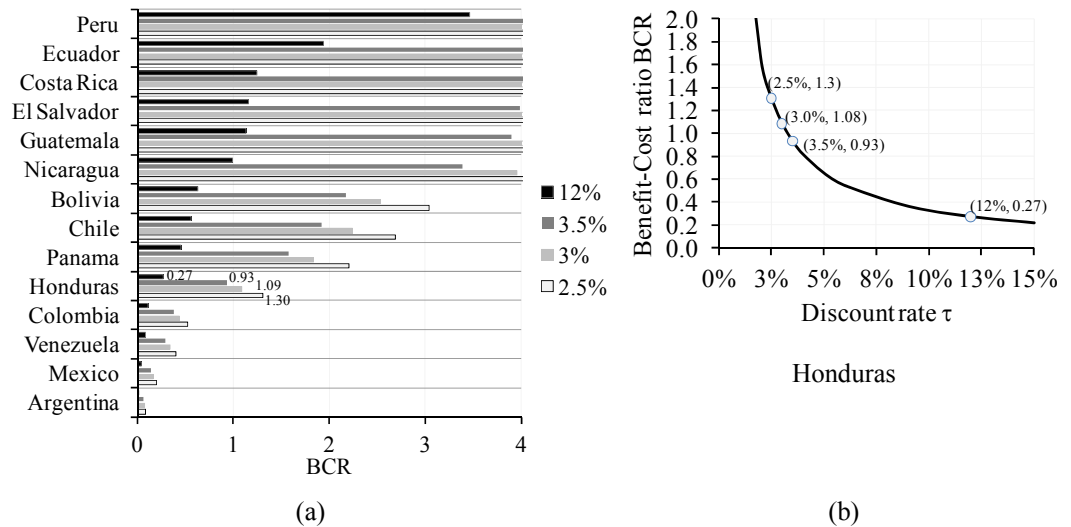 Peru
Ecuador
Costa Rica
El Salvador
Guatemala
Nicaragua
Bolivia
Chile
Panama
Honduras
Colombia
Venezuela
Mexico
Argentina
0.27
0.93
1.09
1.30
0 1 2 3 4
BCR
12%
3.5%
3%
2.5%
(a)
Benefit-Cost ratio BCR
2.0
1.8
1.6
1.4
1.2
1.0
0.8
0.6
0.4
0.2
0.0
(2.5%, 1.3)
(3.0%, 1.08)
(3.5%, 0.93)
(12%, 0.27)
0% 3% 5% 8% 10% 13% 15%
Discount rate τ
Honduras
(b)